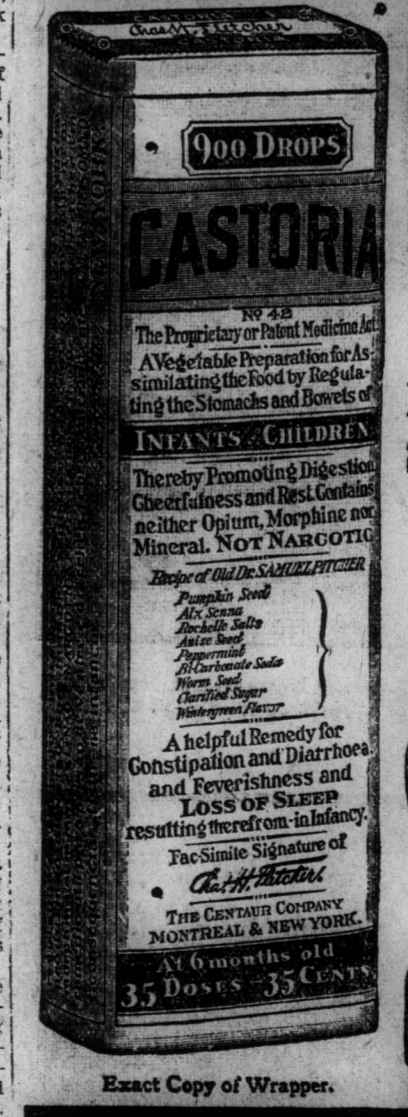 CASTORIA
Chas. H. Fletcher
900 DROPS
CASTORIA
No 42
The Proprietary or Patent Medicine Act
A Vegetable Preparation for As-
similating the Food by Regula-
ting the Stomachs and Bowels of
INFANTS CHILDREN
Thereby Promoting Digestion
Cheerfulness and Rest. Contains
neither Opium, Morphine nor
Mineral. NOT NARCOTIC
Recipe of Old Dr. SAMUEL PITCHER
Pumpkin Seed
Alx Senna
Rochelle Salts
Anise Seed
Peppermint
Bi-Carbonate Soda
Worm Seed
Clarified Sugar
Wintergreen Flavor
A helpful Remedy for
Constipation and Diarrhoea
and Feverishness and
LOSS OF SLEEP
resulting therefrom-in Infancy.
Fac-Simile Signature of
Chas. H. Fletcher.
THE CENTAUR COMPANY
MONTREAL & NEW YORK.
At 6 months old
35 DOSES 35 CENTS
Exact Copy of Wrapper.